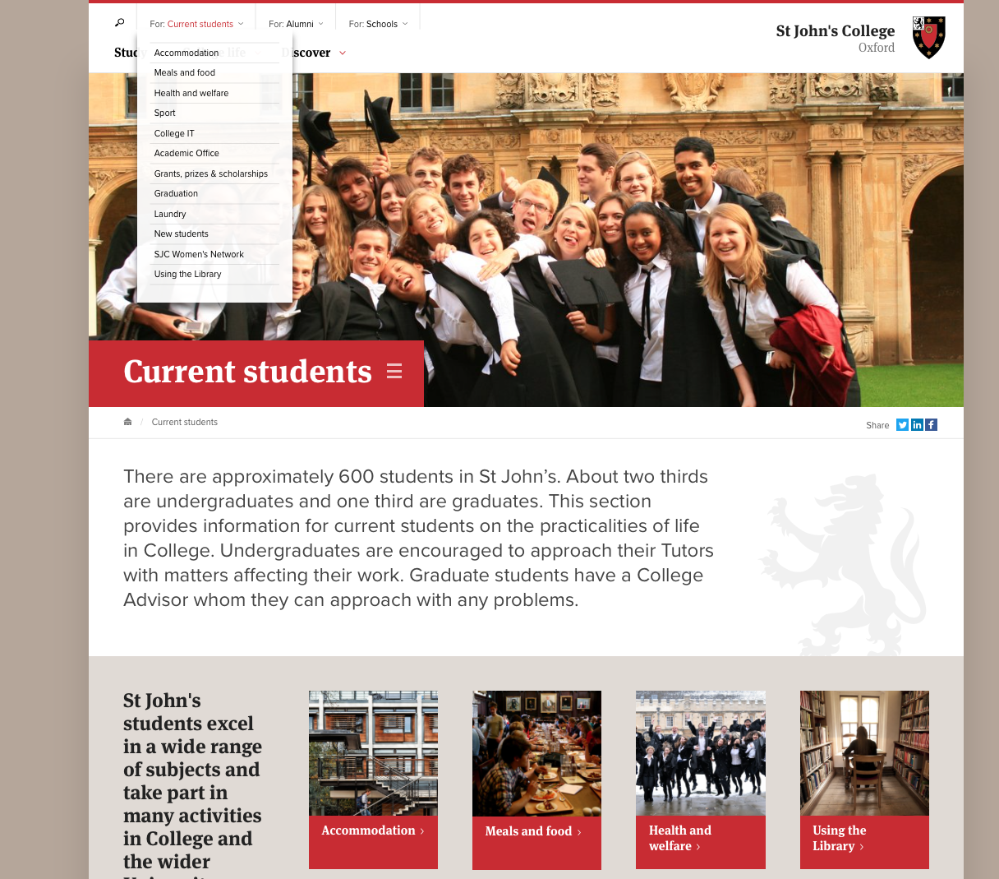 For: Current students
For: Alumni
For: Schools
St John's College
Oxford
Study
life
Discover
Accommodation
Meals and food
Health and welfare
Sport
College IT
Academic Office
Grants, prizes & scholarships
Graduation
Laundry
New students
SJC Women's Network
Using the Library
Current students
/ Current students
Share
There are approximately 600 students in St John’s. About two thirds
are undergraduates and one third are graduates. This section
provides information for current students on the practicalities of life
in College. Undergraduates are encouraged to approach their Tutors
with matters affecting their work. Graduate students have a College
Advisor whom they can approach with any problems.
St John's
students excel
in a wide range
of subjects and
take part in
many activities
in College and
the wider
Accommodation ›
Meals and food ›
Health and
welfare ›
Using the
Library ›